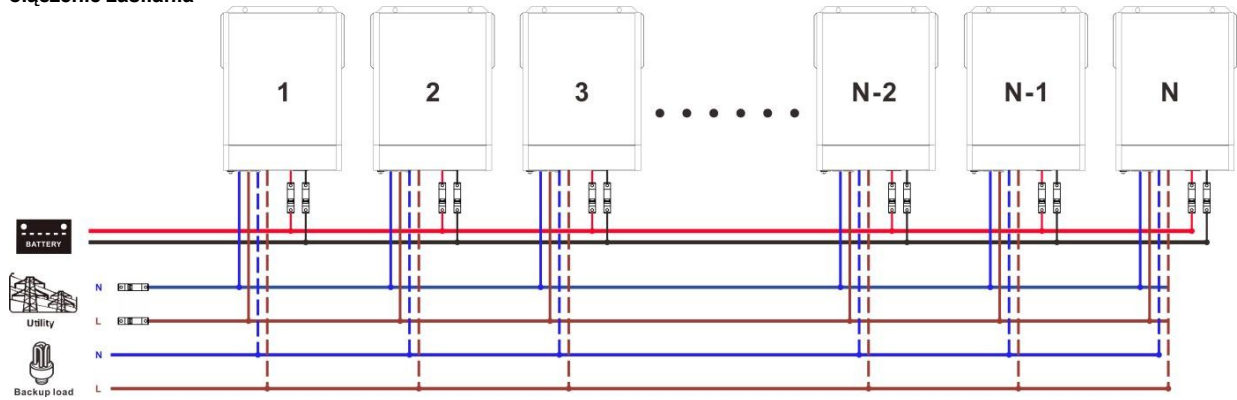 1 2 3 N-2 N-1 N
BATTERY
N
Utility
L
N
Backup load
L